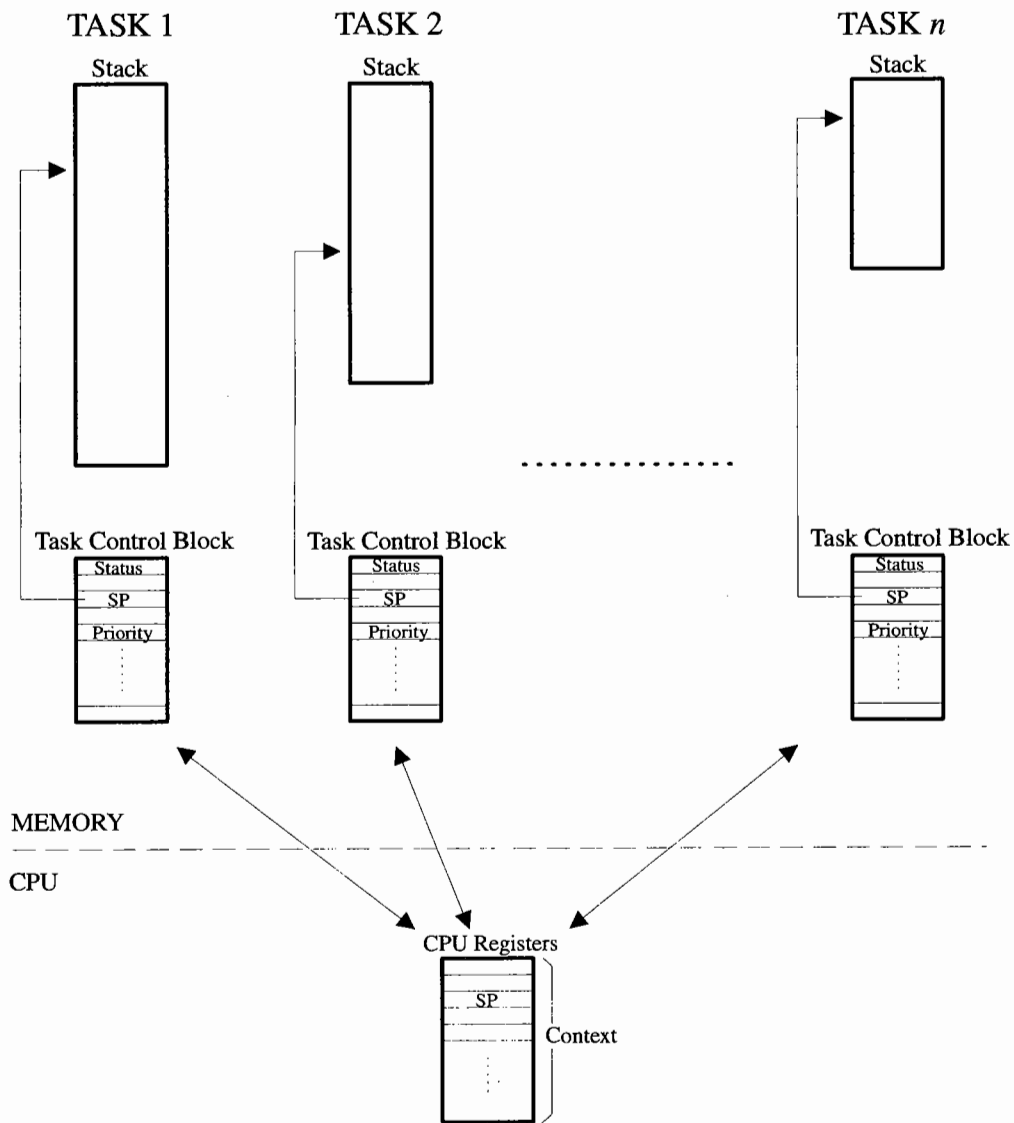 TASK 1
Stack
Task Control Block
Status
SP
Priority
TASK 2
Stack
Task Control Block
Status
SP
Priority
TASK n
Stack
Task Control Block
Status
SP
Priority
MEMORY
CPU
CPU Registers
SP
Context